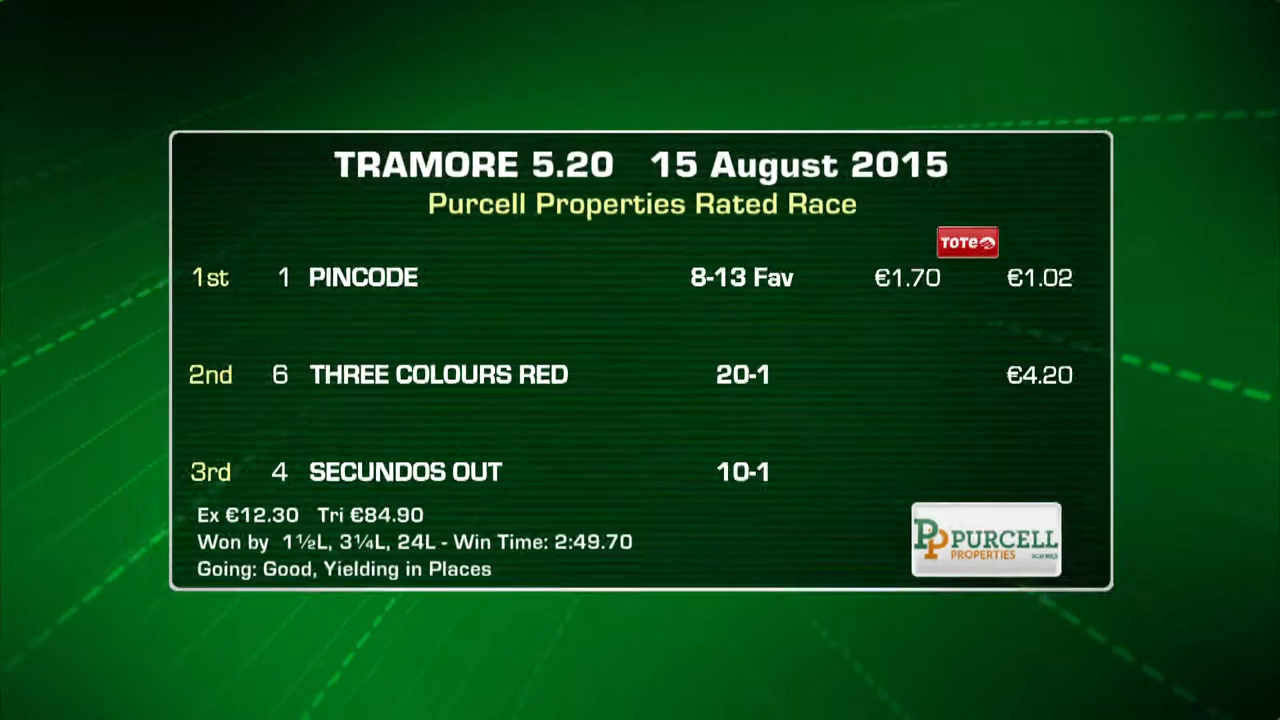 TRAMORE 5.20 15 August 2015
Purcell Properties Rated Race
TOTE
1st 1 PINCODE 8-13 Fav €1.70 €1.02
2nd 6 THREE COLOURS RED 20-1 €4.20
3rd 4 SECUNDOS OUT 10-1
Ex €12.30 Tri €84.90
Won by 1½L, 3¼L, 24L - Win Time: 2:49.70
Going: Good, Yielding in Places
PP PURCELL
PROPERTIES